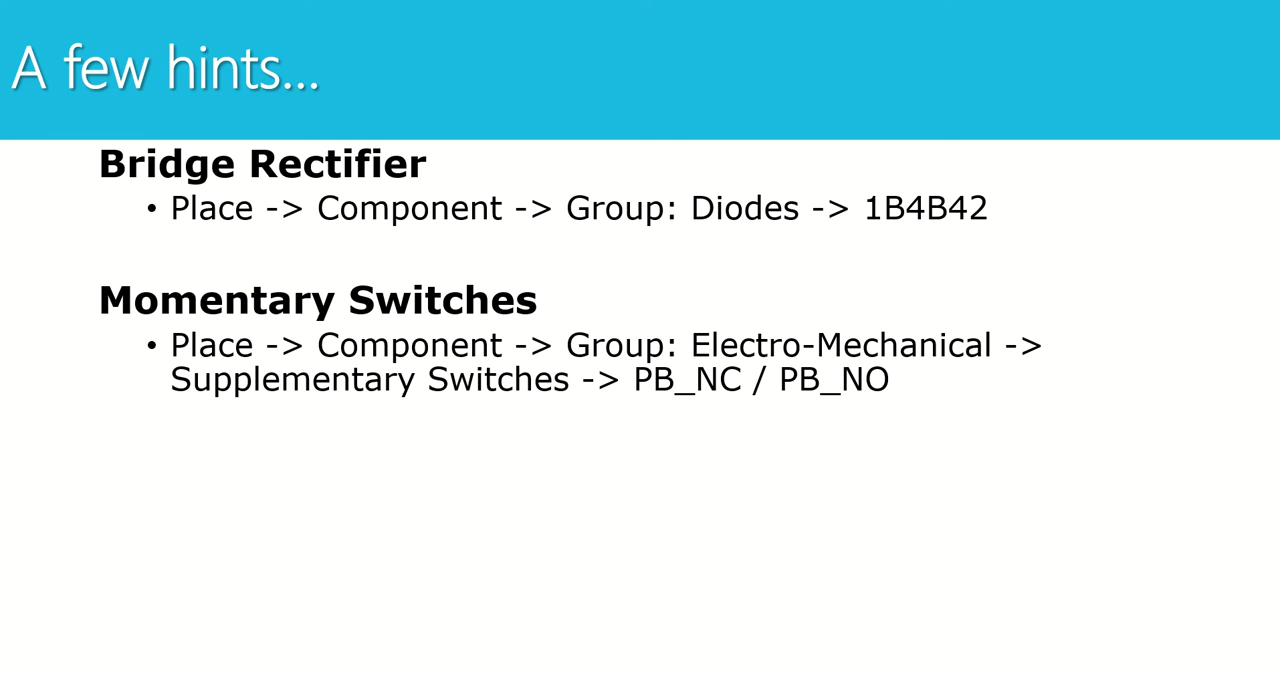 A few hints...
Bridge Rectifier
• Place -> Component -> Group: Diodes -> 1B4B42
Momentary Switches
• Place -> Component -> Group: Electro-Mechanical ->
Supplementary Switches -> PB_NC / PB_NO